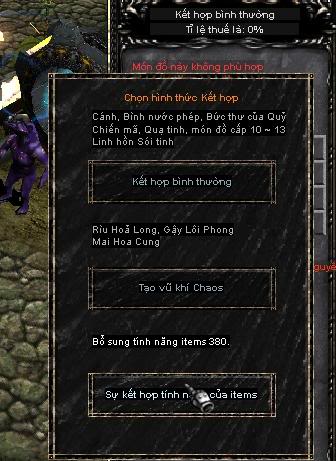 Kết hợp bình thường
Tỉ lệ thuế là: 0%
Món đồ này không phù hợp
Chọn hình thức Kết hợp
Cánh, Bình nước phép, Bức thư của Quỷ
Chiến mã, Quạ tinh, món đồ cấp 10 ~ 13
Linh hồn Sói tinh
Kết hợp bình thường
Rìu Hoả Long, Gậy Lôi Phong
Mai Hoa Cung
guyê
Tạo vũ khí Chaos
Bổ sung tính năng items 380.
Sự kết hợp tính n của items